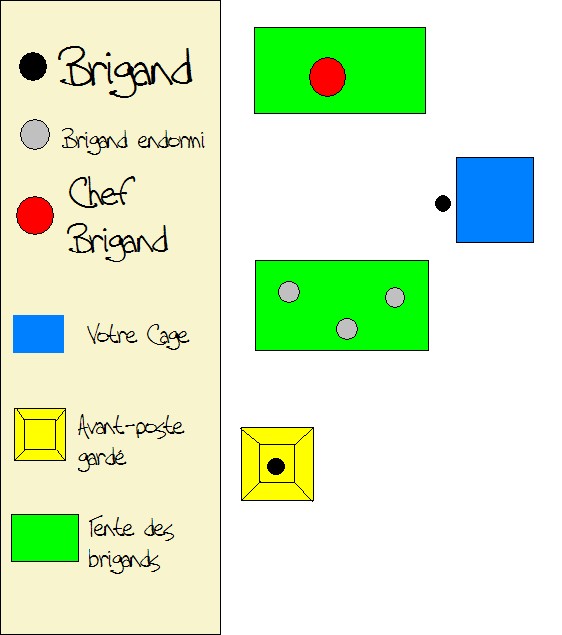 Brigand
Brigand endormi
Chef
Brigand
Votre Cage
Avant-poste
gardé
Tente des
brigands